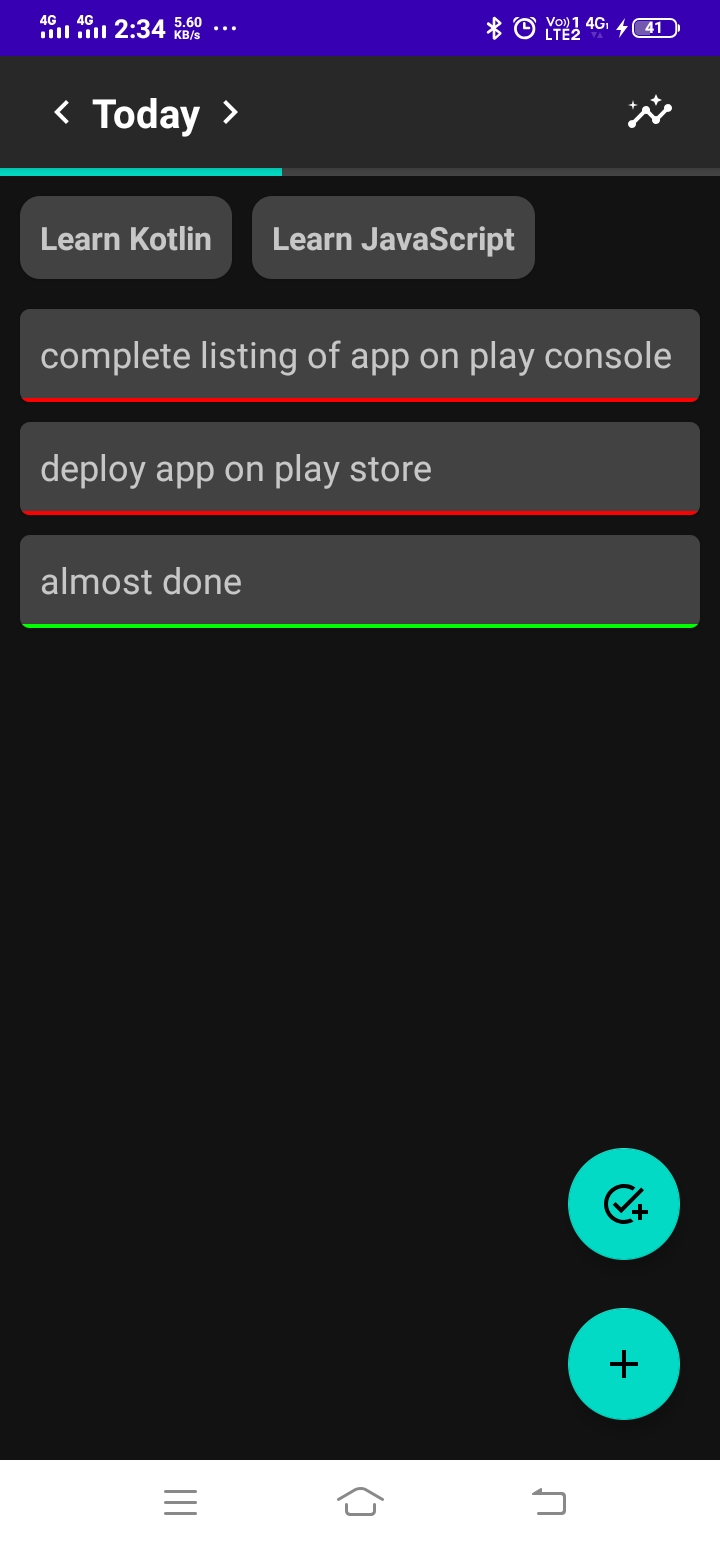 4G 4G 2:34 5.60 KB/s ... Vo)) 1 LTE2 4G 41
Today
Learn Kotlin Learn JavaScript
complete listing of app on play console
deploy app on play store
almost done